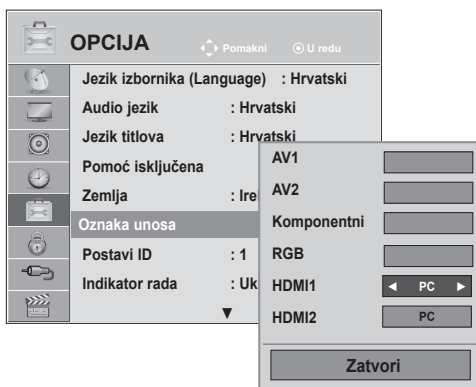 OPCIJA Pomakni U redu
Jezik izbornika (Language) : Hrvatski
Audio jezik : Hrvatski
Jezik titlova : Hrvatski
Pomoć isključena
Zemlja : Irel
Oznaka unosa
Postavi ID : 1
Indikator rada : Uk
AV1
AV2
Komponentni
RGB
HDMI1 ◄ PC ►
HDMI2 PC
Zatvori